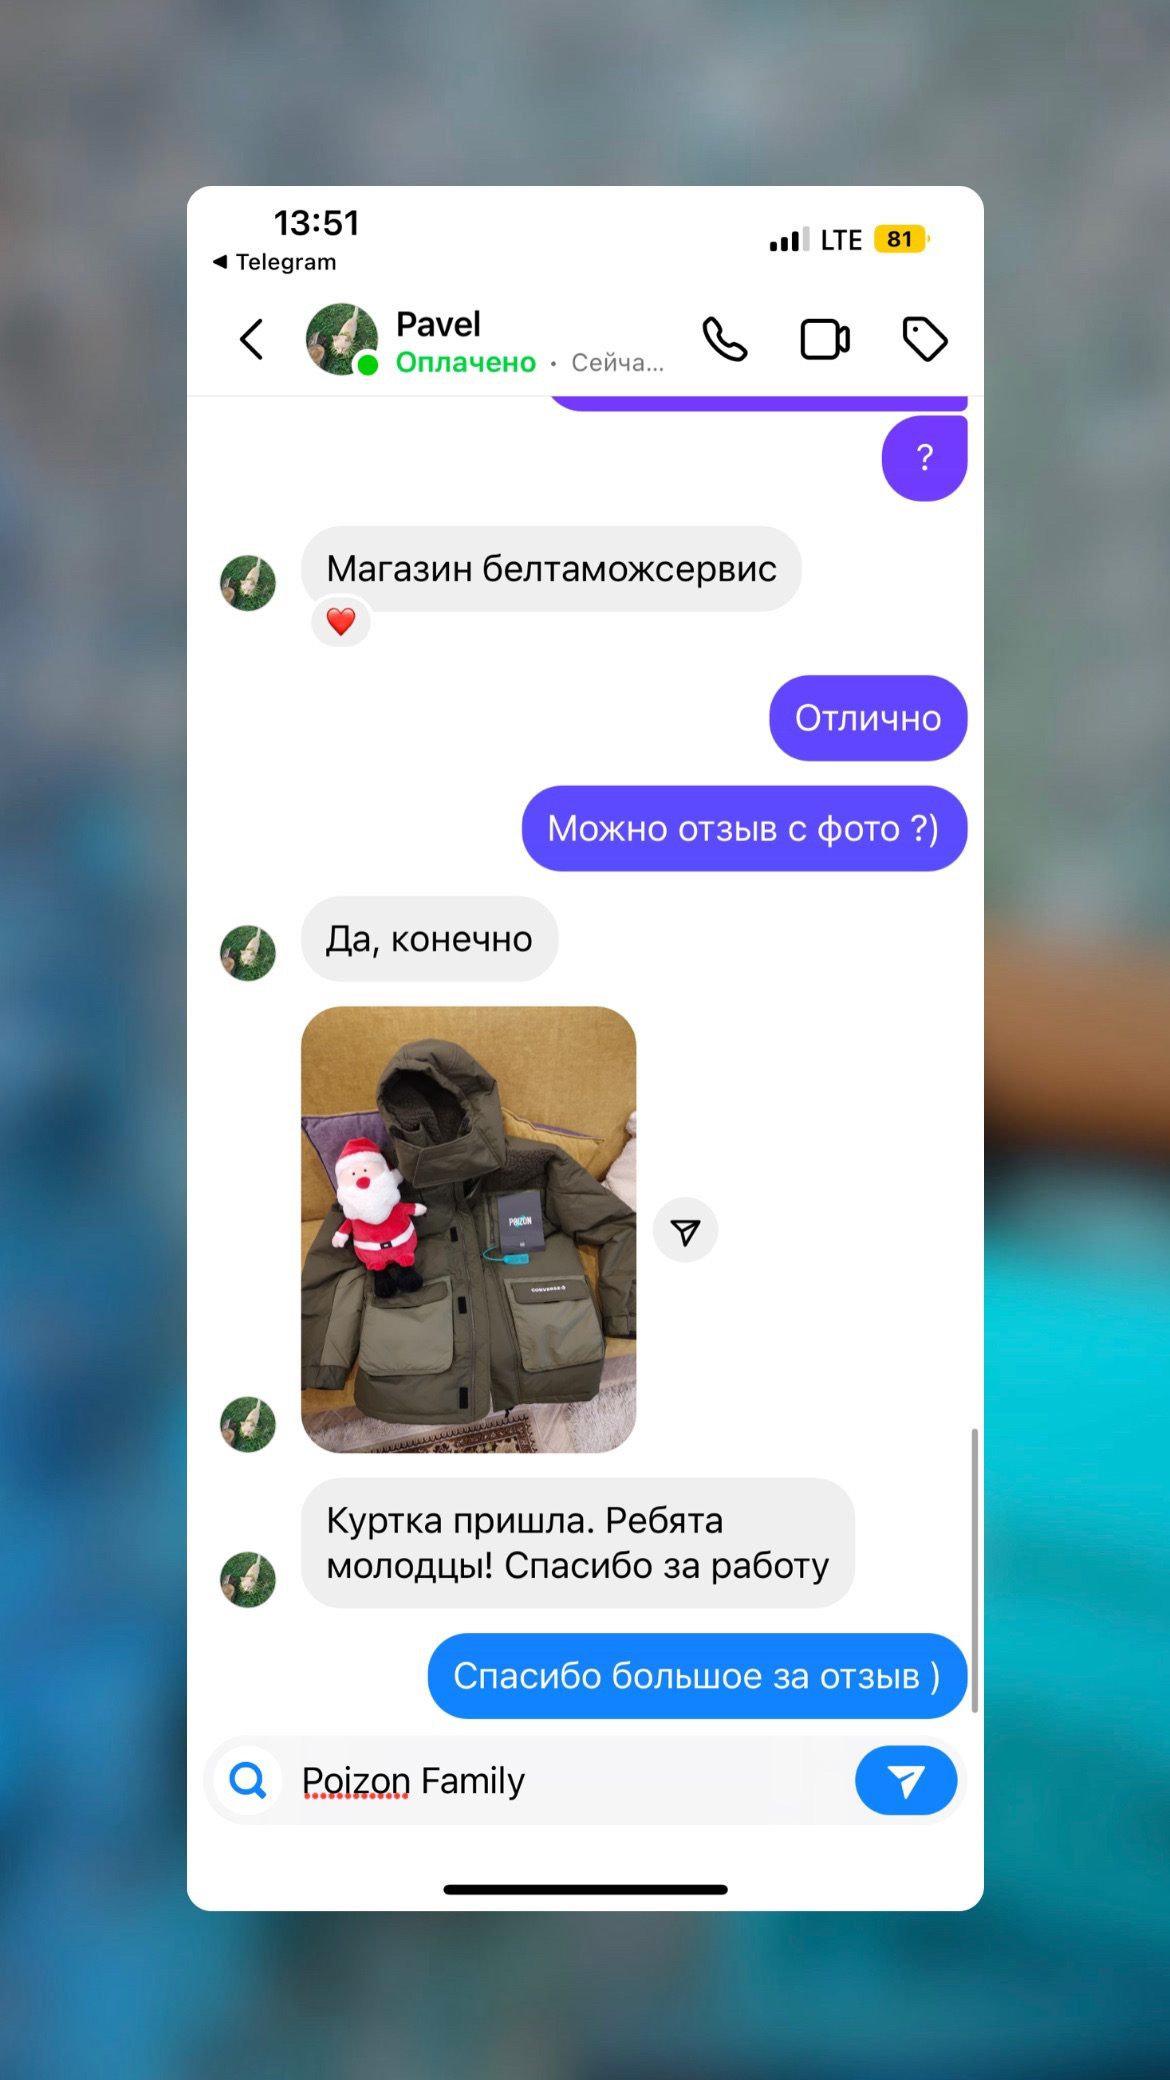 13:51
LTE
81
◄ Telegram
Pavel
Оплачено · Сейча...
?
Магазин белтаможсервис
❤️
Отлично
Можно отзыв с фото ?)
Да, конечно
POIZON
CONVERSE
Куртка пришла. Ребята
молодцы! Спасибо за работу
Спасибо большое за отзыв )
Poizon Family